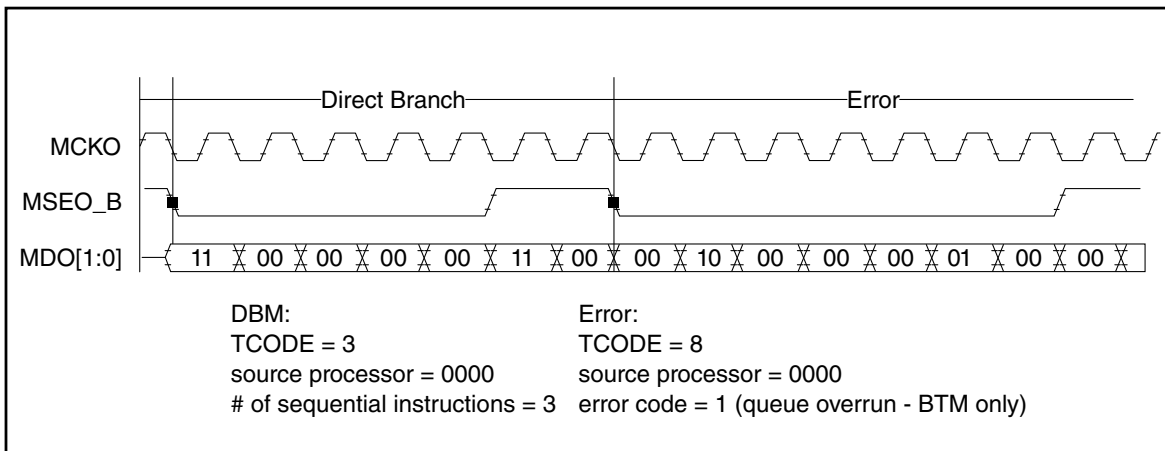 Direct Branch Error
MCKO
MSEO_B
MDO[1:0] 11 00 00 00 00 11 00 00 10 00 00 00 01 00 00
DBM: Error:
TCODE = 3 TCODE = 8
source processor = 0000 source processor = 0000
# of sequential instructions = 3 error code = 1 (queue overrun - BTM only)